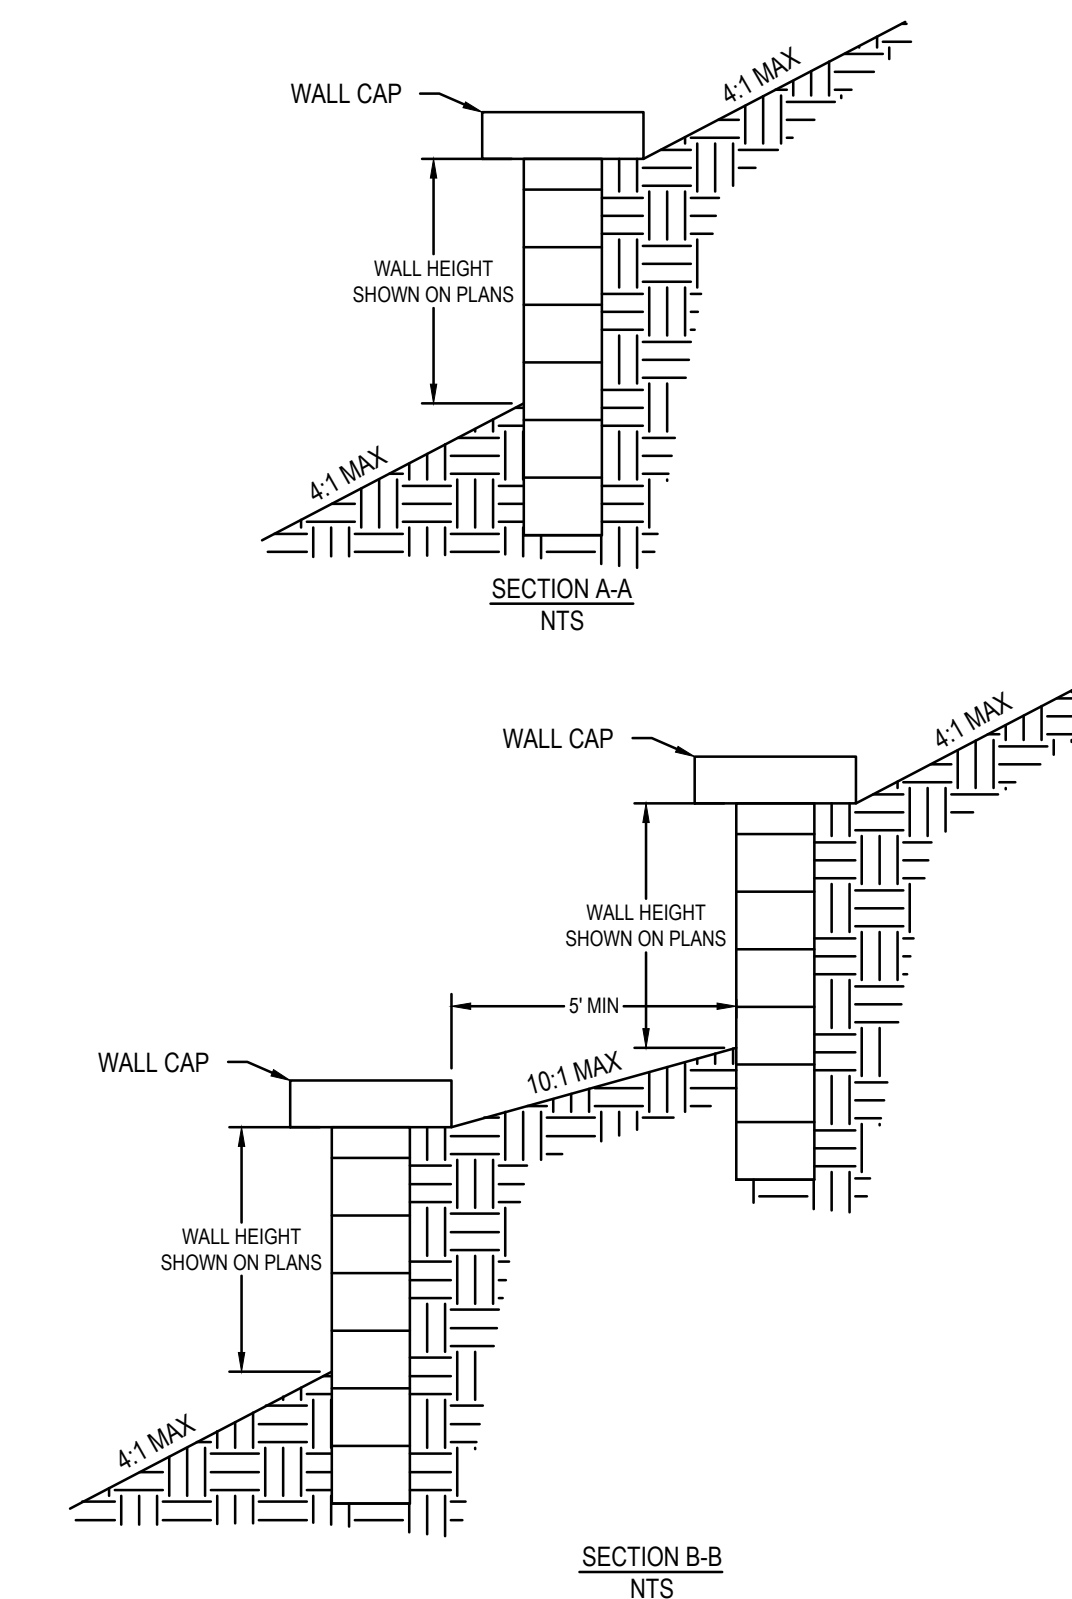 4:1 MAX
WALL CAP
WALL HEIGHT
SHOWN ON PLANS
4:1 MAX
SECTION A-A
NTS
4:1 MAX
WALL CAP
WALL HEIGHT
SHOWN ON PLANS
5' MIN
WALL CAP
10:1 MAX
WALL HEIGHT
SHOWN ON PLANS
4:1 MAX
SECTION B-B
NTS